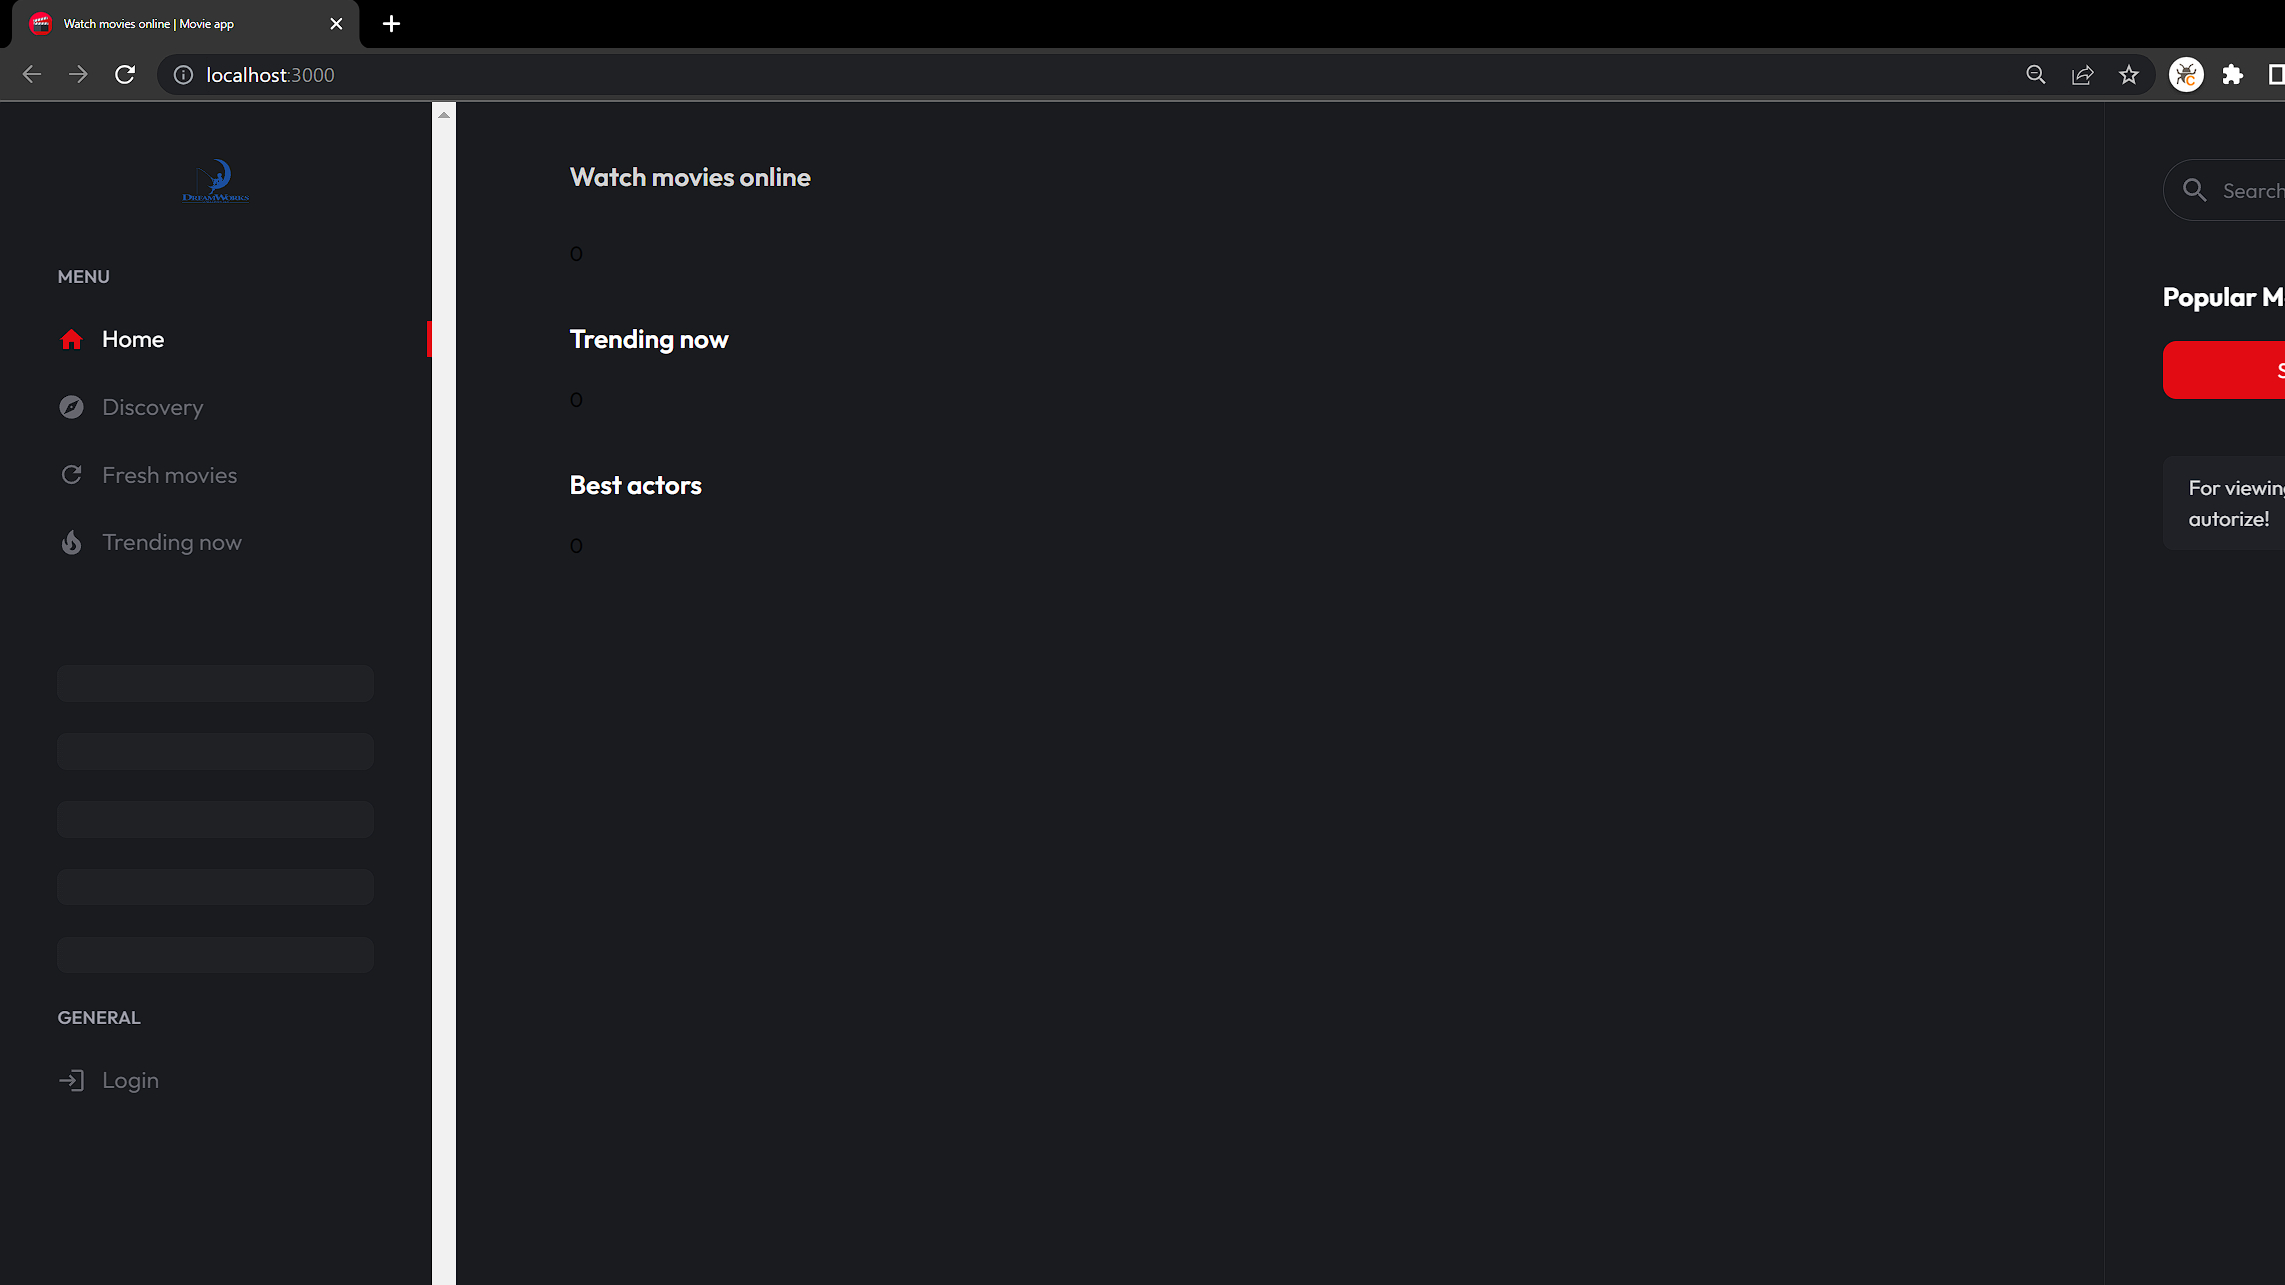 Watch movies online | Movie app
localhost:3000
DREAMWORKS
MENU
Home
Discovery
Fresh movies
Trending now
GENERAL
Login
Watch movies online
0
Trending now
0
Best actors
0
Search
Popular M
S
For viewing
autorize!